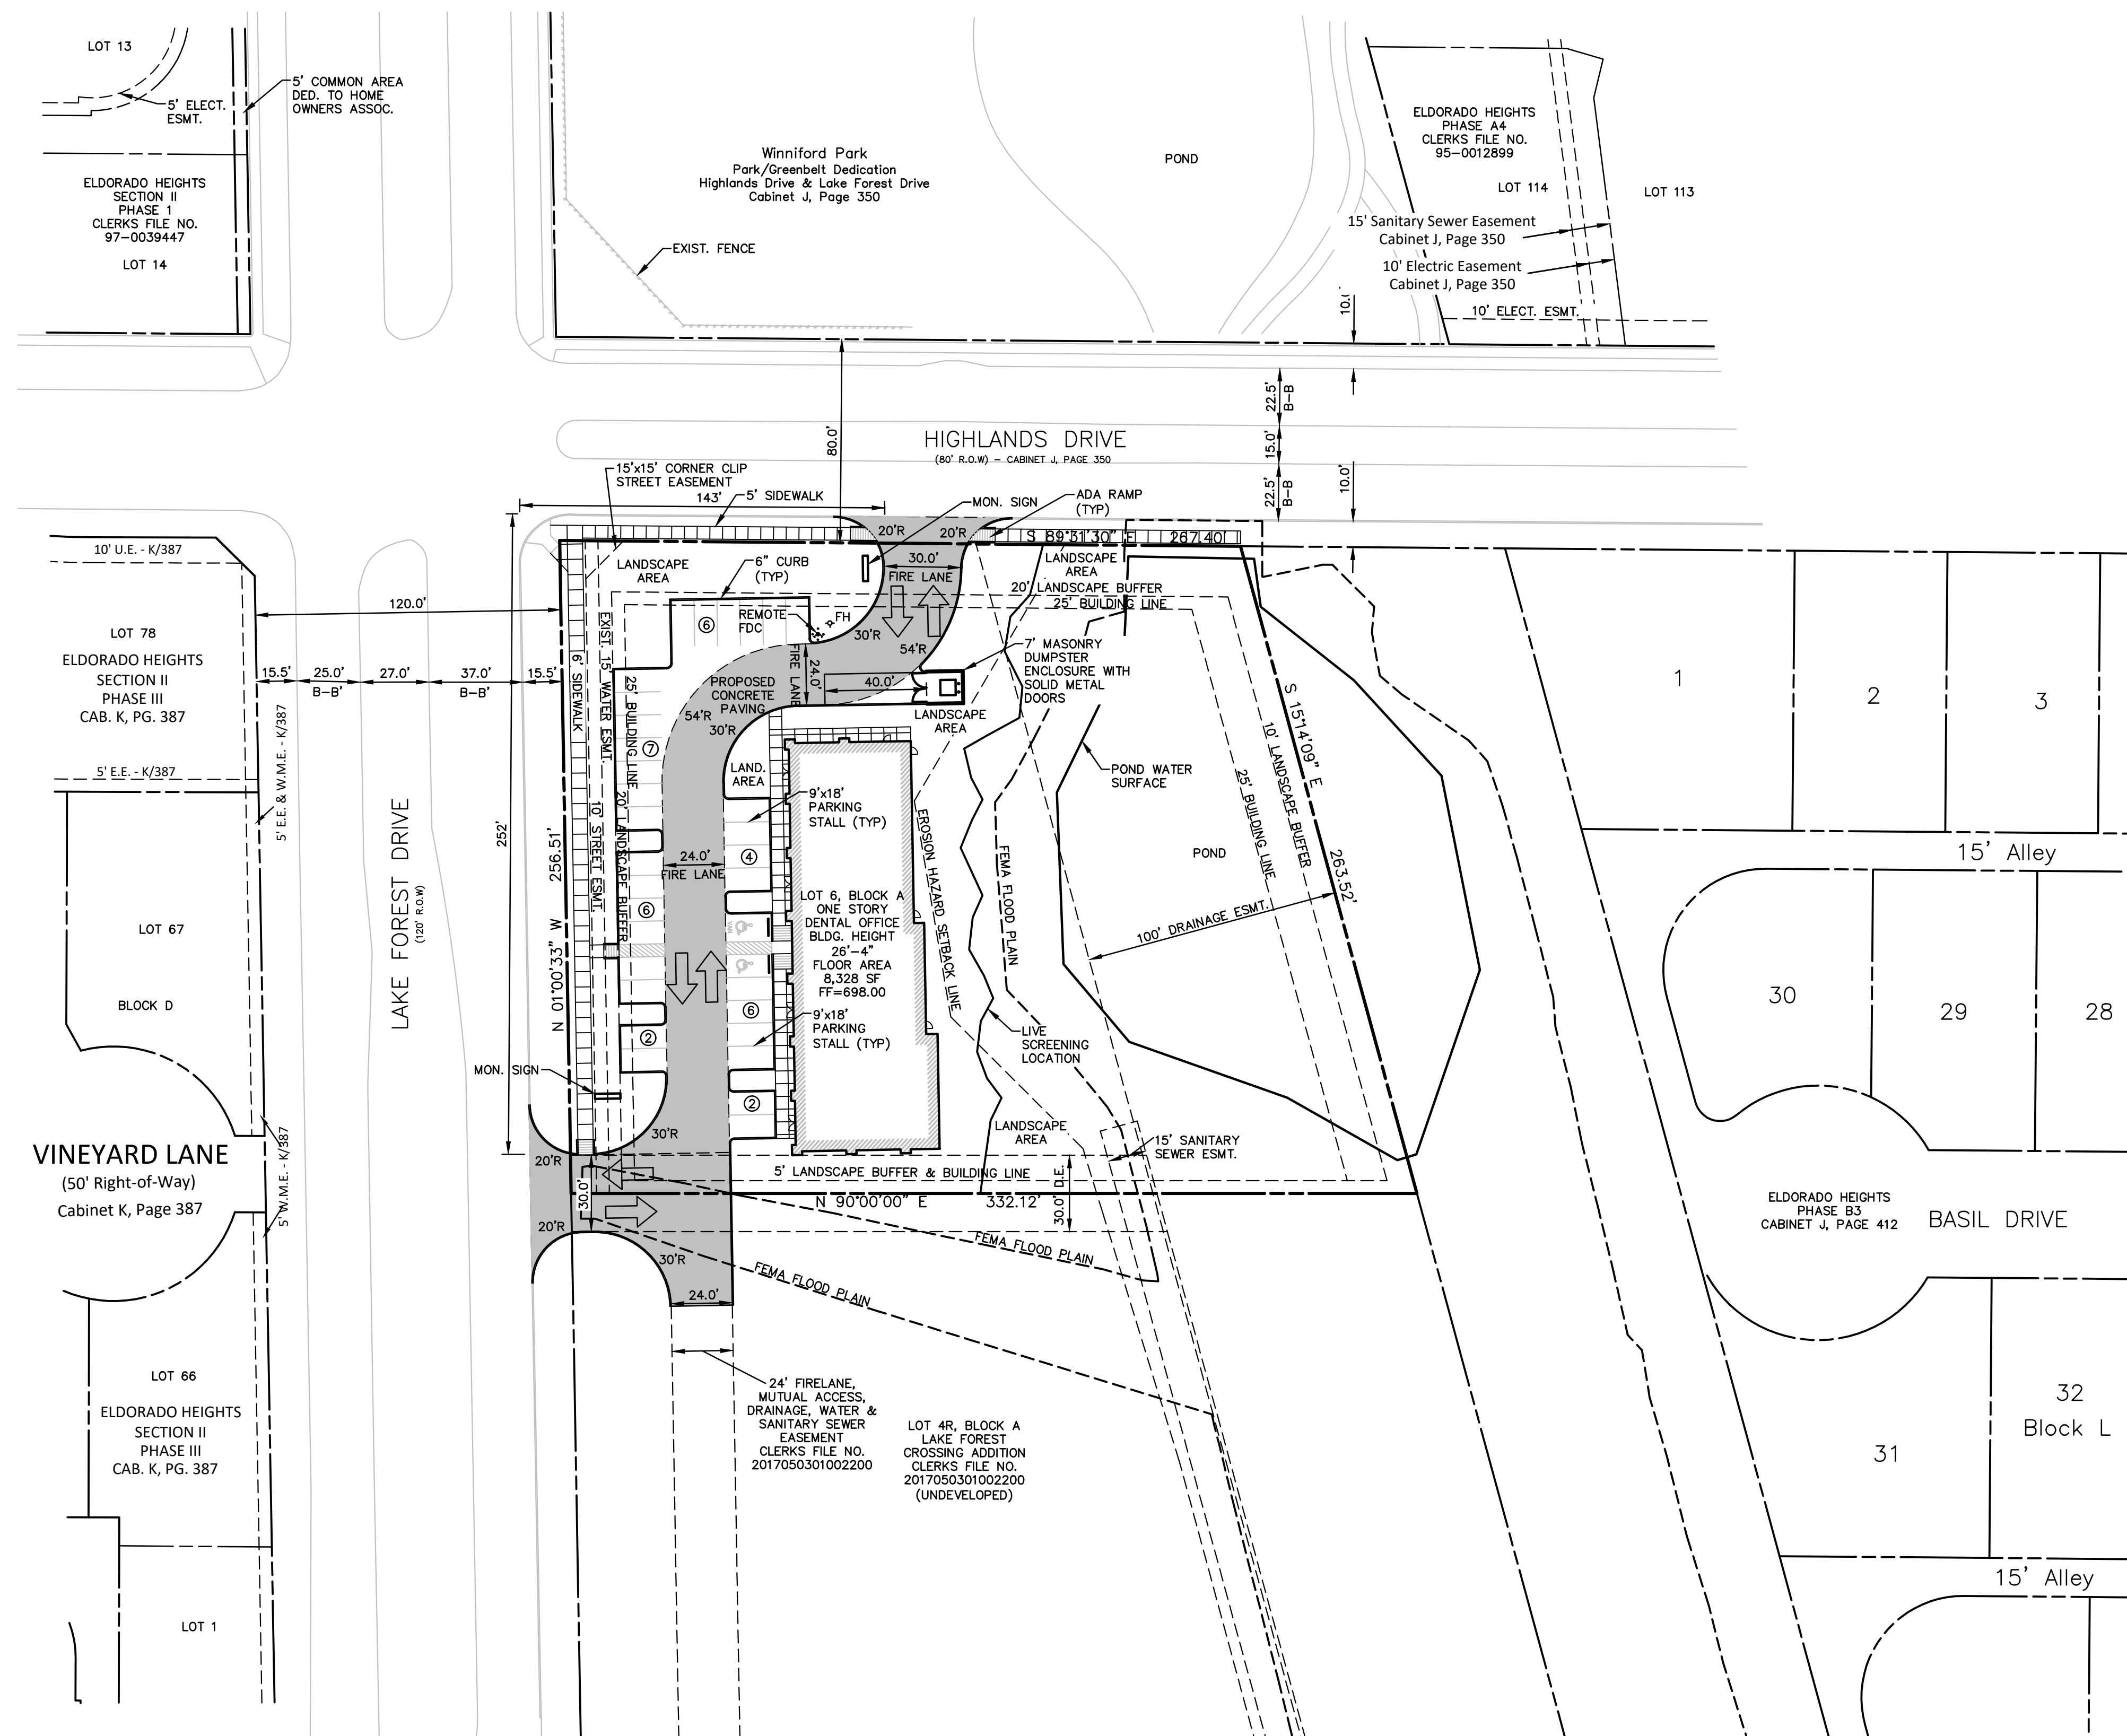 LOT 13
5' ELECT.
ESMT.
5' COMMON AREA
DED. TO HOME
OWNERS ASSOC.
ELDORADO HEIGHTS
SECTION II
PHASE 1
CLERKS FILE NO.
97-0039447
LOT 14
Winniford Park
Park/Greenbelt Dedication
Highlands Drive & Lake Forest Drive
Cabinet J, Page 350
EXIST. FENCE
POND
ELDORADO HEIGHTS
PHASE A4
CLERKS FILE NO.
95-0012899
LOT 114
LOT 113
15' Sanitary Sewer Easement
Cabinet J, Page 350
10' Electric Easement
Cabinet J, Page 350
10' ELECT. ESMT.
80.0'
HIGHLANDS DRIVE
(80' R.O.W) - CABINET J, PAGE 350
22.5'
B-B
15.0'
22.5'
B-B
10.0'
15'x15' CORNER CLIP
STREET EASEMENT
143'
5' SIDEWALK
MON. SIGN
ADA RAMP
(TYP)
20'R
20'R
S 89°31'30" E 267.40'
10' U.E. - K/387
LOT 78
ELDORADO HEIGHTS
SECTION II
PHASE III
CAB. K, PG. 387
5' E.E. - K/387
120.0'
15.5'
25.0'
B-B'
27.0'
37.0'
B-B'
15.5'
5' E.E. & W.M.E. - K/387
LANDSCAPE
AREA
6" CURB
(TYP)
30.0'
FIRE LANE
LANDSCAPE
AREA
20' LANDSCAPE BUFFER
25' BUILDING LINE
6
REMOTE
FDC
FH
30'R
54'R
FIRE LANE
24.0'
40.0'
7' MASONRY
DUMPSTER
ENCLOSURE WITH
SOLID METAL
DOORS
PROPOSED
CONCRETE
PAVING
54'R
30'R
LANDSCAPE
AREA
6' SIDEWALK
EXIST. 15' WATER ESMT.
25' BUILDING LINE
10' STREET ESMT.
20' LANDSCAPE BUFFER
7
LAND.
AREA
9'x18'
PARKING
STALL (TYP)
POND WATER
SURFACE
S 15°14'09" E
263.52'
10' LANDSCAPE BUFFER
25' BUILDING LINE
LAKE FOREST DRIVE
(120' R.O.W)
252'
N 01°00'33" W 256.51'
24.0'
FIRE LANE
4
6
VAN
EROSION HAZARD SETBACK LINE
FEMA FLOOD PLAIN
POND
100' DRAINAGE ESMT.
LOT 6, BLOCK A
ONE STORY
DENTAL OFFICE
BLDG. HEIGHT
26'-4"
FLOOR AREA
8,328 SF
FF=698.00
6
9'x18'
PARKING
STALL (TYP)
2
2
LIVE
SCREENING
LOCATION
MON. SIGN
LOT 67
BLOCK D
VINEYARD LANE
(50' Right-of-Way)
Cabinet K, Page 387
5' W.M.E. - K/387
30'R
20'R
30.0'
20'R
30'R
LANDSCAPE
AREA
15' SANITARY
SEWER ESMT.
5' LANDSCAPE BUFFER & BUILDING LINE
N 90°00'00" E 332.12'
30.0' D.E.
FEMA FLOOD PLAIN
FEMA FLOOD PLAIN
24.0'
24' FIRELANE,
MUTUAL ACCESS,
DRAINAGE, WATER &
SANITARY SEWER
EASEMENT
CLERKS FILE NO.
2017050301002200
LOT 4R, BLOCK A
LAKE FOREST
CROSSING ADDITION
CLERKS FILE NO.
2017050301002200
(UNDEVELOPED)
LOT 66
ELDORADO HEIGHTS
SECTION II
PHASE III
CAB. K, PG. 387
LOT 1
1
2
3
15' Alley
30
29
28
ELDORADO HEIGHTS
PHASE B3
CABINET J, PAGE 412
BASIL DRIVE
32
Block L
31
15' Alley